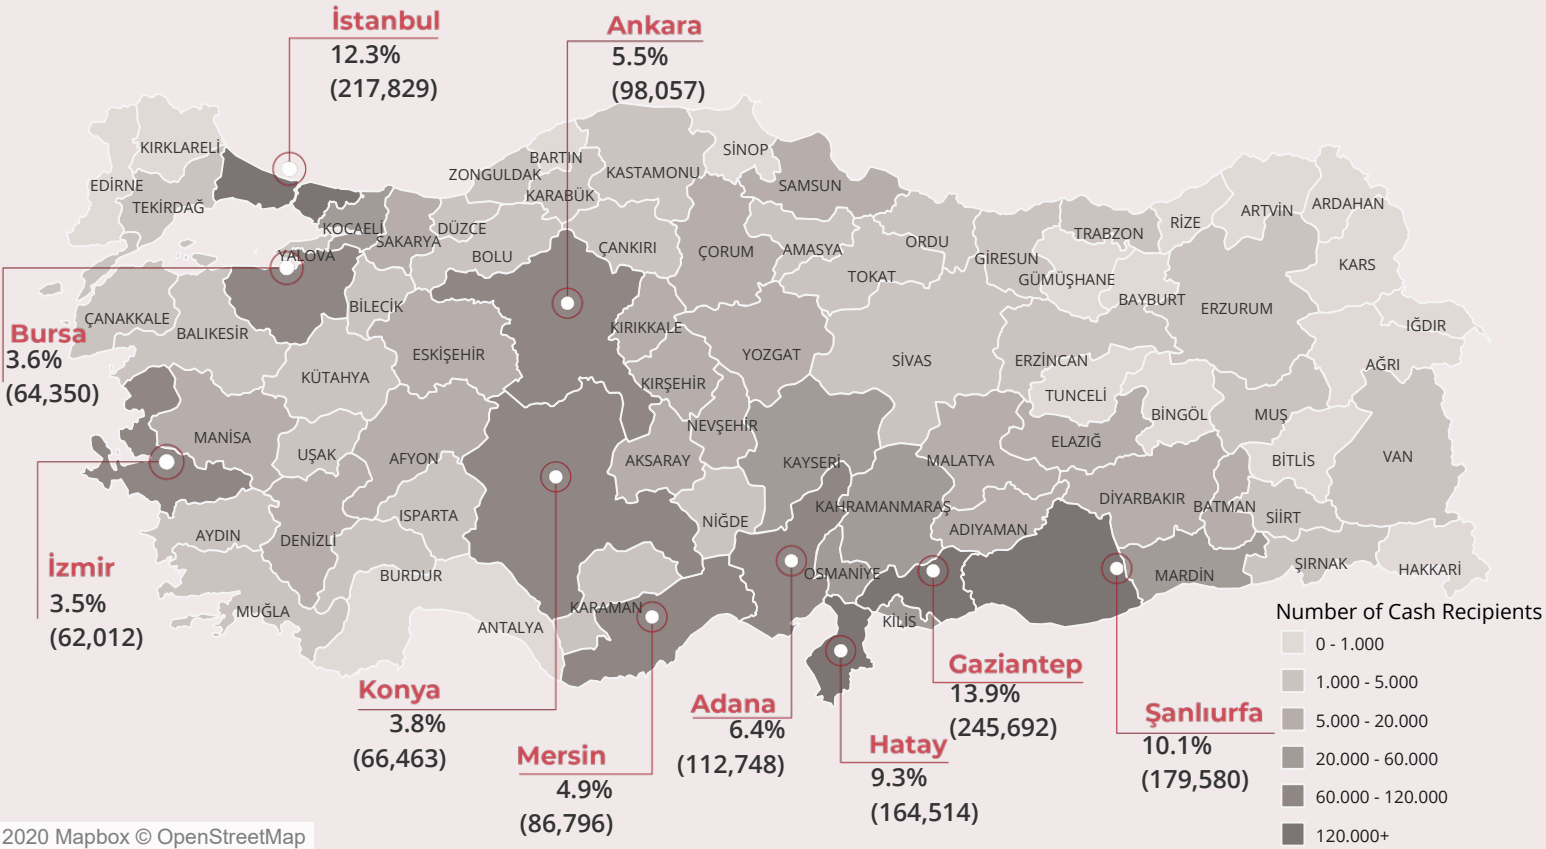 İstanbul
12.3%
(217,829)
Ankara
5.5%
(98,057)
KIRKLARELİ
EDİRNE
TEKİRDAĞ
BARTIN
ZONGULDAK
KARABÜK
KASTAMONU
SİNOP
SAMSUN
KOCAELİ
SAKARYA
DÜZCE
BOLU
YALOVA
ÇANKIRI
ÇORUM
AMASYA
ORDU
TOKAT
GİRESUN
GÜMÜŞHANE
TRABZON
RİZE
ARTVİN
ARDAHAN
KARS
BAYBURT
ERZURUM
IĞDIR
AĞRI
Bursa
3.6%
(64,350)
ÇANAKKALE
BALIKESİR
BİLECİK
KÜTAHYA
ESKİŞEHİR
KIRIKKALE
KIRŞEHİR
YOZGAT
SİVAS
ERZİNCAN
TUNCELİ
BİNGÖL
MUŞ
BİTLİS
VAN
MANİSA
UŞAK
AFYON
AKSARAY
NEVŞEHİR
KAYSERİ
MALATYA
ELAZIĞ
DİYARBAKIR
BATMAN
SİİRT
ŞIRNAK
HAKKARİ
İzmir
3.5%
(62,012)
AYDIN
DENİZLİ
ISPARTA
BURDUR
MUĞLA
ANTALYA
KARAMAN
NİĞDE
KAHRAMANMARAŞ
ADIYAMAN
OSMANİYE
KİLİS
MARDİN
Konya
3.8%
(66,463)
Mersin
4.9%
(86,796)
Adana
6.4%
(112,748)
Hatay
9.3%
(164,514)
Gaziantep
13.9%
(245,692)
Şanlıurfa
10.1%
(179,580)
Number of Cash Recipients
0 - 1.000
1.000 - 5.000
5.000 - 20.000
20.000 - 60.000
60.000 - 120.000
120.000+
2020 Mapbox © OpenStreetMap